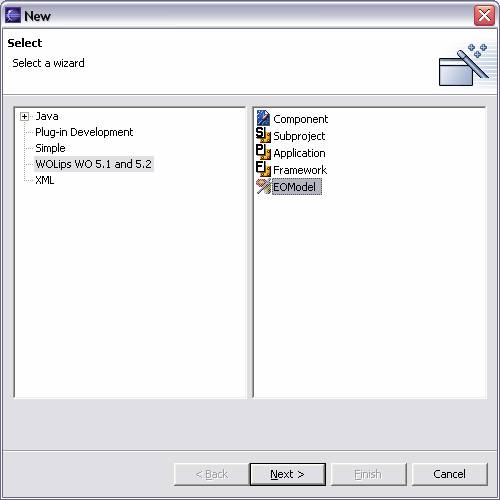 New
Select
Select a wizard
Java
Plug-in Development
Simple
WOLips WO 5.1 and 5.2
XML
Component
Subproject
Application
Framework
EOModel
< Back
Next >
Finish
Cancel